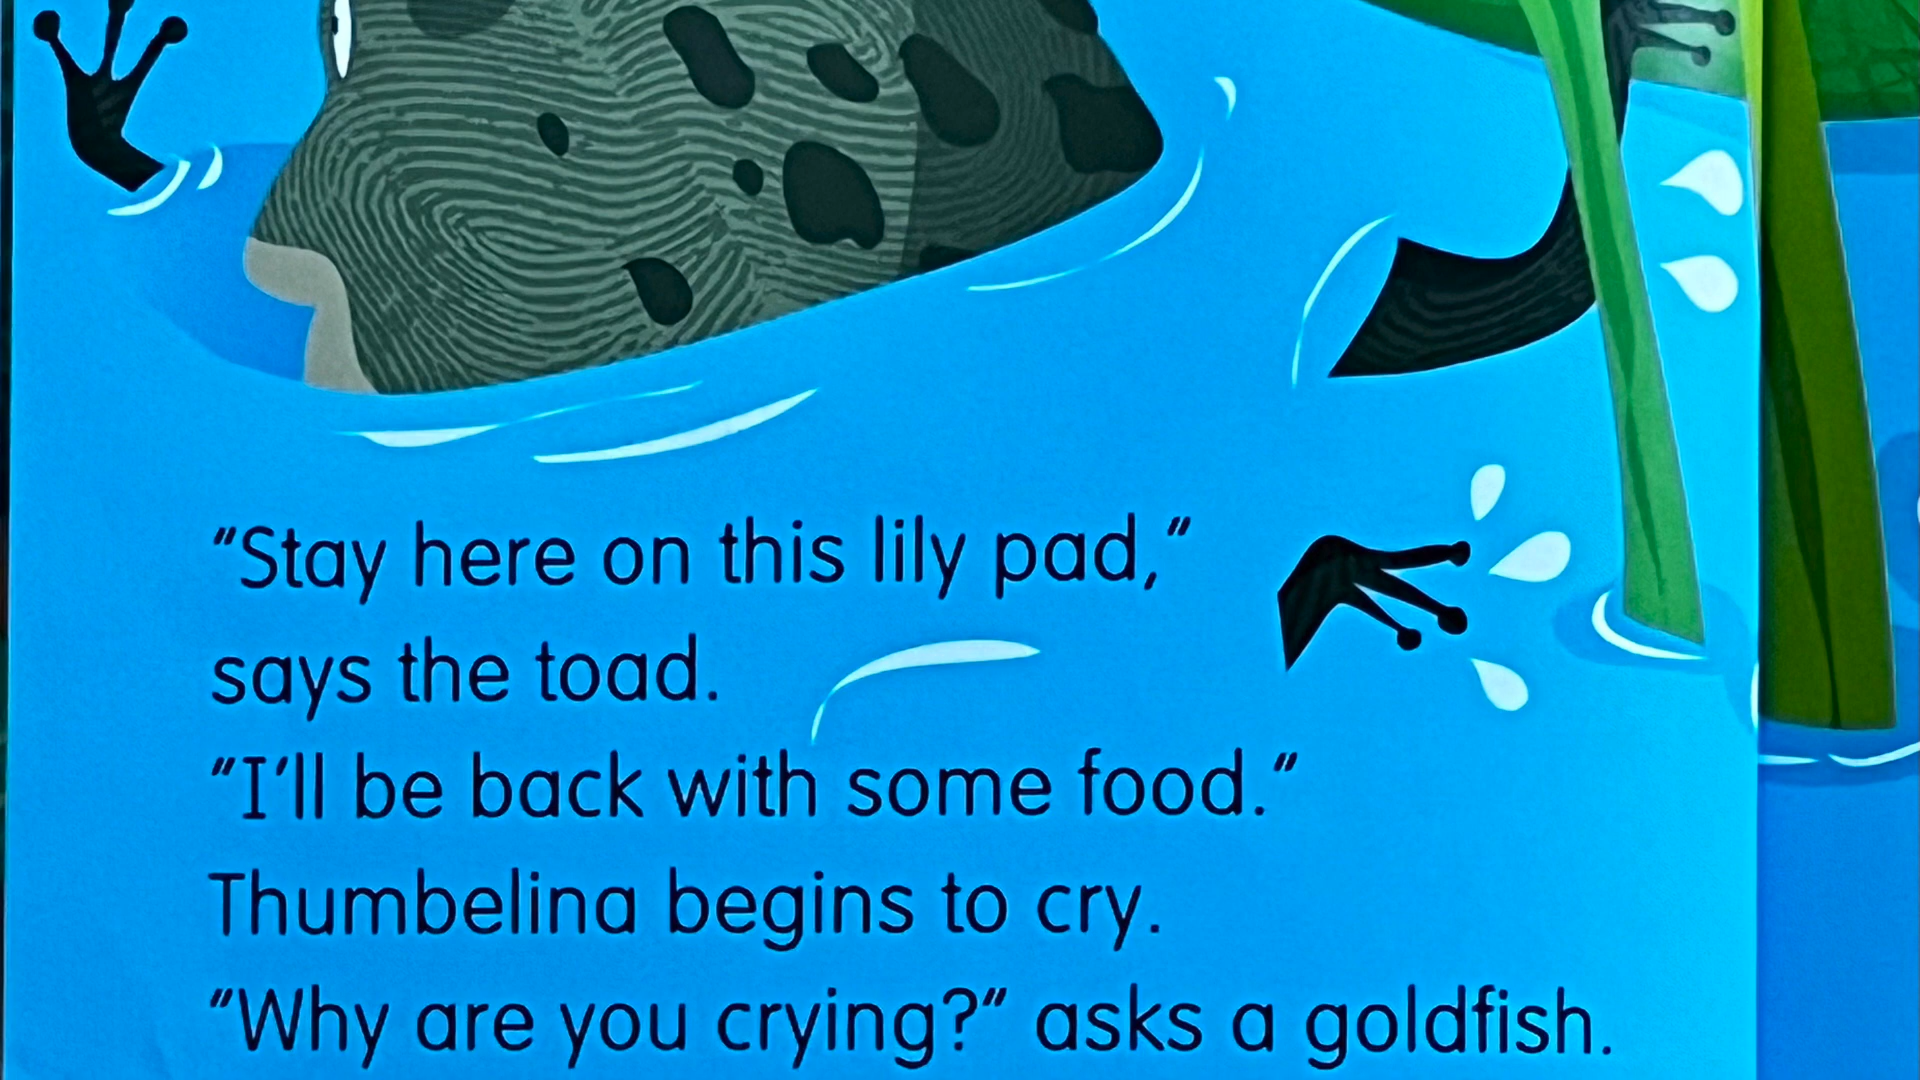 "Stay here on this lily pad,"
says the toad.
"I'll be back with some food."
Thumbelina begins to cry.
"Why are you crying?" asks a goldfish.